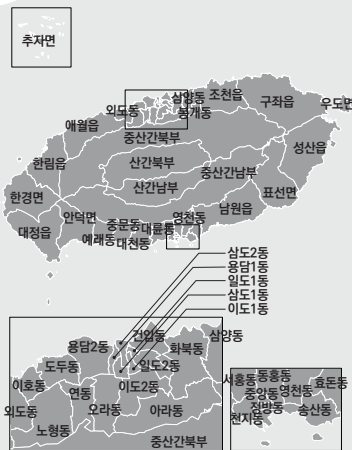 추자면
삼양동 조천읍
구좌읍
우도면
외도동
봉개동
애월읍
중산간북부
성산읍
한림읍
산간북부
중산간남부
산간남부
표선면
한경면
안덕면
남원읍
영천동
중문동 대륜동
대정읍
예래동 대천동
삼도2동
용담1동
일도1동
삼도1동
이도1동
건입동
삼양동
용담2동
화북동
도두동
일도2동
이호동
연동
이도2동
외도동
오라동
아라동
노형동
중산간북부
서홍동 동홍동
효돈동
중앙동 영천동
정방동
송산동
천지동